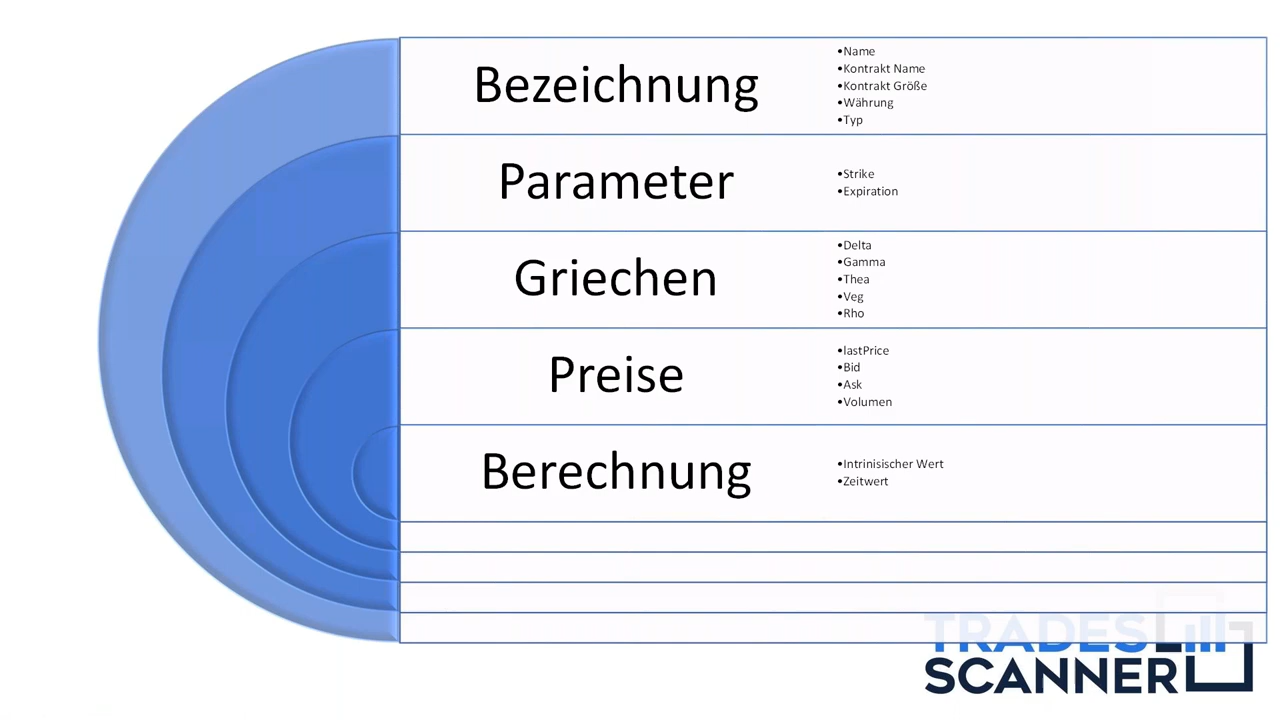 Bezeichnung
•Name
•Kontrakt Name
•Kontrakt Größe
•Währung
•Typ
Parameter
•Strike
•Expiration
Griechen
•Delta
•Gamma
•Thea
•Veg
•Rho
Preise
•lastPrice
•Bid
•Ask
•Volumen
Berechnung
•Intrinisischer Wert
•Zeitwert
TRADES
SCANNER